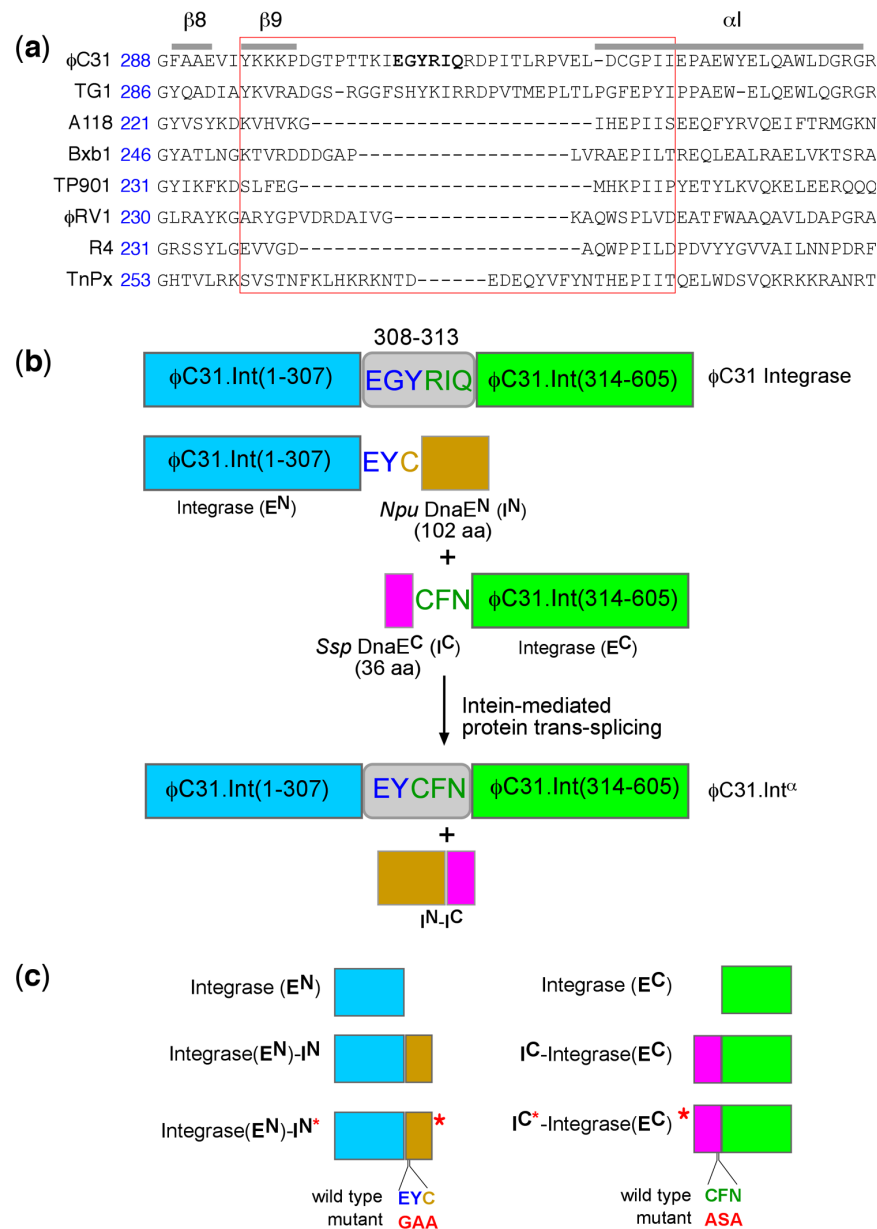 β8 β9 αI
(a)
ϕC31 288 GFAAEVIYKKKPDGTPTTKIEGYRIQRDPITLRPVEL-DCGPIIEPAEWYELQAWLDGRGR
TG1 286 GYQADIAYKVRADGS-RGGFSHYKIRRDPVTMEPLTLPGFEPYIPPAEW-ELQEWLQGRGR
A118 221 GYVSYKDKVHVKG--------------------IHEPIISEEQFYRVQEIFTRMGKN
Bxb1 246 GYATLNGKTVRDDDGAP---------------LVRAEPILTREQLEALRAELVKTSRA
TP901 231 GYIKFKDSLFEG---------------------MHKPIIPYETYLKVQKELEERQQQ
ϕRV1 230 GLRAYKGARYGPVDRDAIVG------------KAQWSPLVDEATFWAAQAVLDAPGRA
R4 231 GRSSYLGEVVGD--------------------AQWPPILDPDVYYGVVAILNNPDRF
TnPx 253 GHTVLRKSVSTNFKLHKRKNTD------EDEQYVFYNTHEPIITQELWDSVQKRKKRANRT
(b)
308-313
ϕC31.Int(1-307) EGYRIQ ϕC31.Int(314-605) ϕC31 Integrase
ϕC31.Int(1-307) EYC
Integrase (Eᴺ) Npu DnaEᴺ (Iᴺ)
(102 aa)
+
CFN ϕC31.Int(314-605)
Ssp DnaEᶜ (Iᶜ) Integrase (Eᶜ)
(36 aa)
Intein-mediated
protein trans-splicing
ϕC31.Int(1-307) EYCFN ϕC31.Int(314-605) ϕC31.Intᵅ
+
Iᴺ-Iᶜ
(c)
Integrase (Eᴺ) Integrase (Eᶜ)
Integrase(Eᴺ)-Iᴺ Iᶜ-Integrase(Eᶜ)
Integrase(Eᴺ)-Iᴺ* * Iᶜ*-Integrase(Eᶜ) *
wild type EYC wild type CFN
mutant GAA mutant ASA